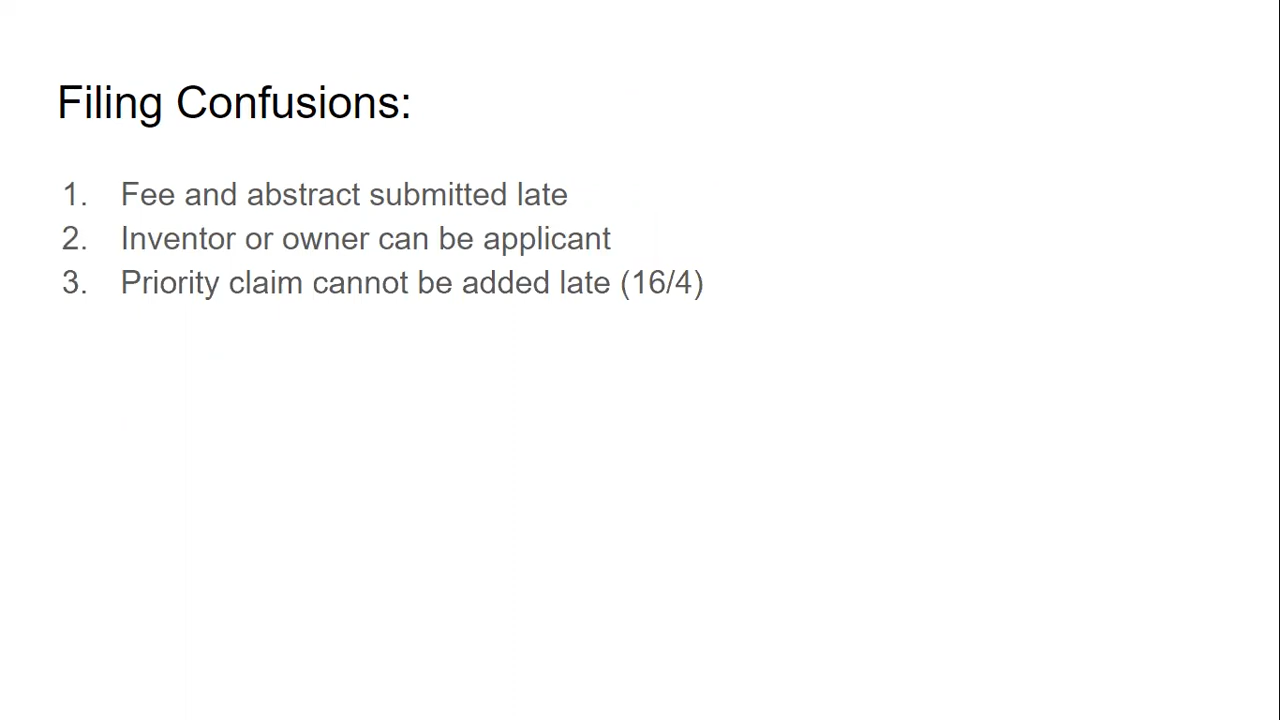 Filing Confusions:
1. Fee and abstract submitted late
2. Inventor or owner can be applicant
3. Priority claim cannot be added late (16/4)